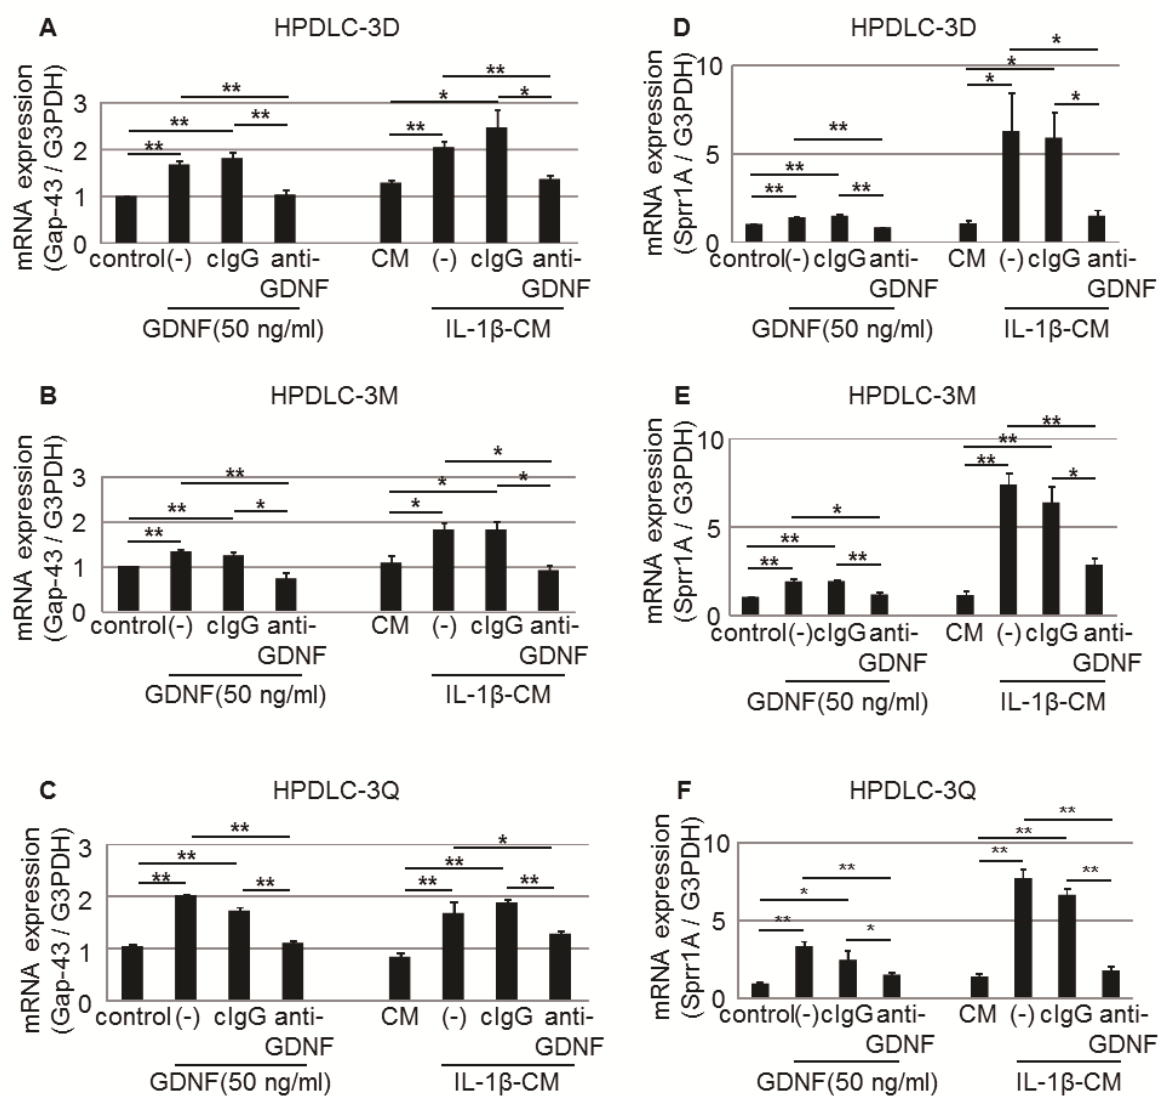 A HPDLC-3D
mRNA expression
(Gap-43 / G3PDH)
3
2
1
0
** ** ** ** ** * ** *
control (-) cIgG anti-GDNF CM (-) cIgG anti-GDNF
GDNF(50 ng/ml) IL-1β-CM
D HPDLC-3D
mRNA expression
(Sprr1A / G3PDH)
10
5
0
** ** ** ** * * * *
control (-) cIgG anti-GDNF CM (-) cIgG anti-GDNF
GDNF(50 ng/ml) IL-1β-CM
B HPDLC-3M
mRNA expression
(Gap-43 / G3PDH)
3
2
1
0
** ** ** * * * * *
control (-) cIgG anti-GDNF CM (-) cIgG anti-GDNF
GDNF(50 ng/ml) IL-1β-CM
E HPDLC-3M
mRNA expression
(Sprr1A / G3PDH)
10
5
0
** ** * ** ** ** ** *
control (-) cIgG anti-GDNF CM (-) cIgG anti-GDNF
GDNF(50 ng/ml) IL-1β-CM
C HPDLC-3Q
mRNA expression
(Gap-43 / G3PDH)
3
2
1
0
** ** ** ** ** ** * **
control (-) cIgG anti-GDNF CM (-) cIgG anti-GDNF
GDNF(50 ng/ml) IL-1β-CM
F HPDLC-3Q
mRNA expression
(Sprr1A / G3PDH)
10
5
0
** * ** * ** ** ** **
control (-) cIgG anti-GDNF CM (-) cIgG anti-GDNF
GDNF(50 ng/ml) IL-1β-CM